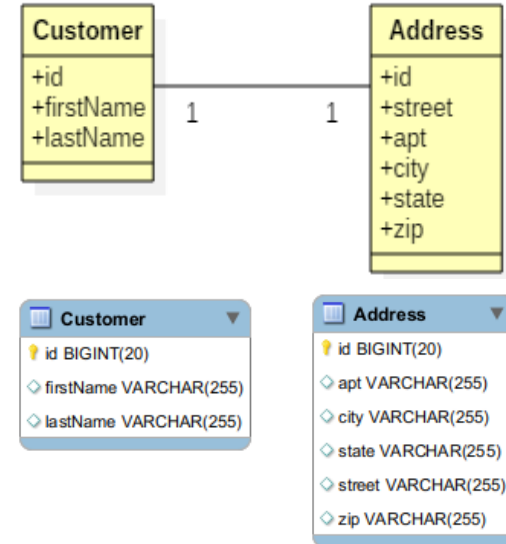 Customer
+id
+firstName
+lastName
1
1
Address
+id
+street
+apt
+city
+state
+zip
Customer
id BIGINT(20)
firstName VARCHAR(255)
lastName VARCHAR(255)
Address
id BIGINT(20)
apt VARCHAR(255)
city VARCHAR(255)
state VARCHAR(255)
street VARCHAR(255)
zip VARCHAR(255)